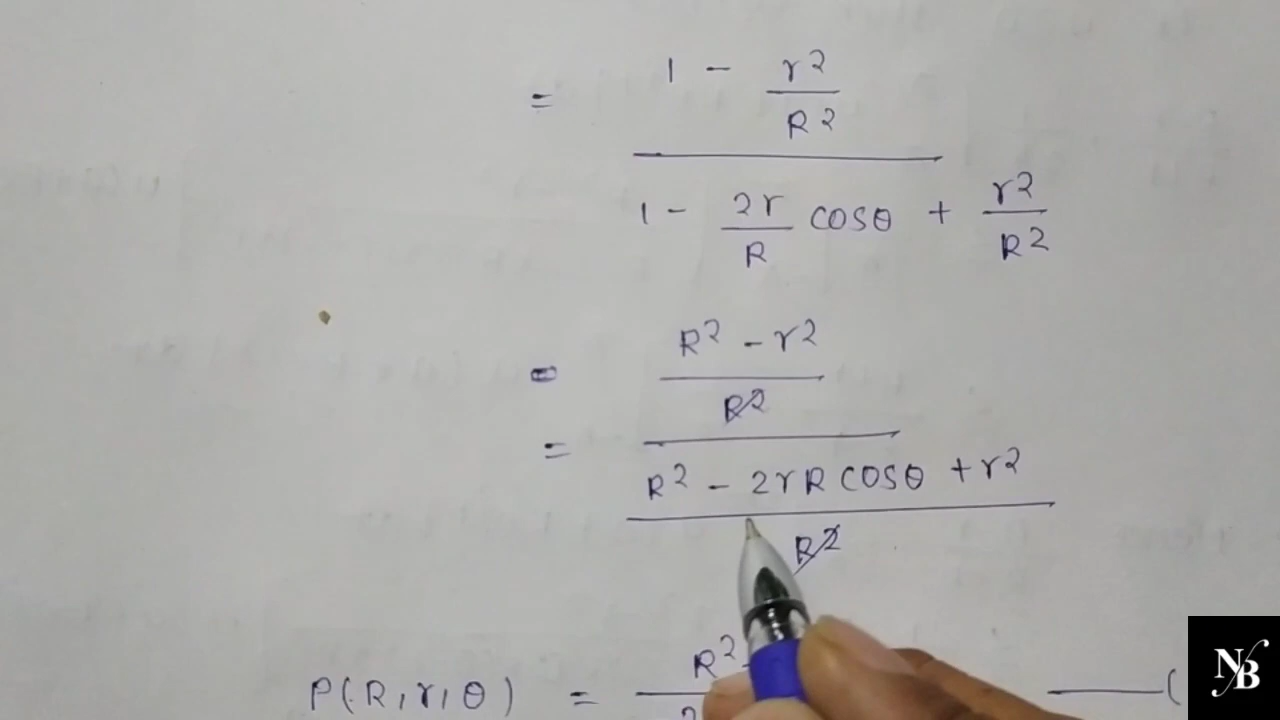 = 1 - r²/R²
1 - 2r/R cosθ + r²/R²
= R² - r²/R²
= R² - 2rR cosθ + r²/R²
P(R,r,θ) = R² (
NB